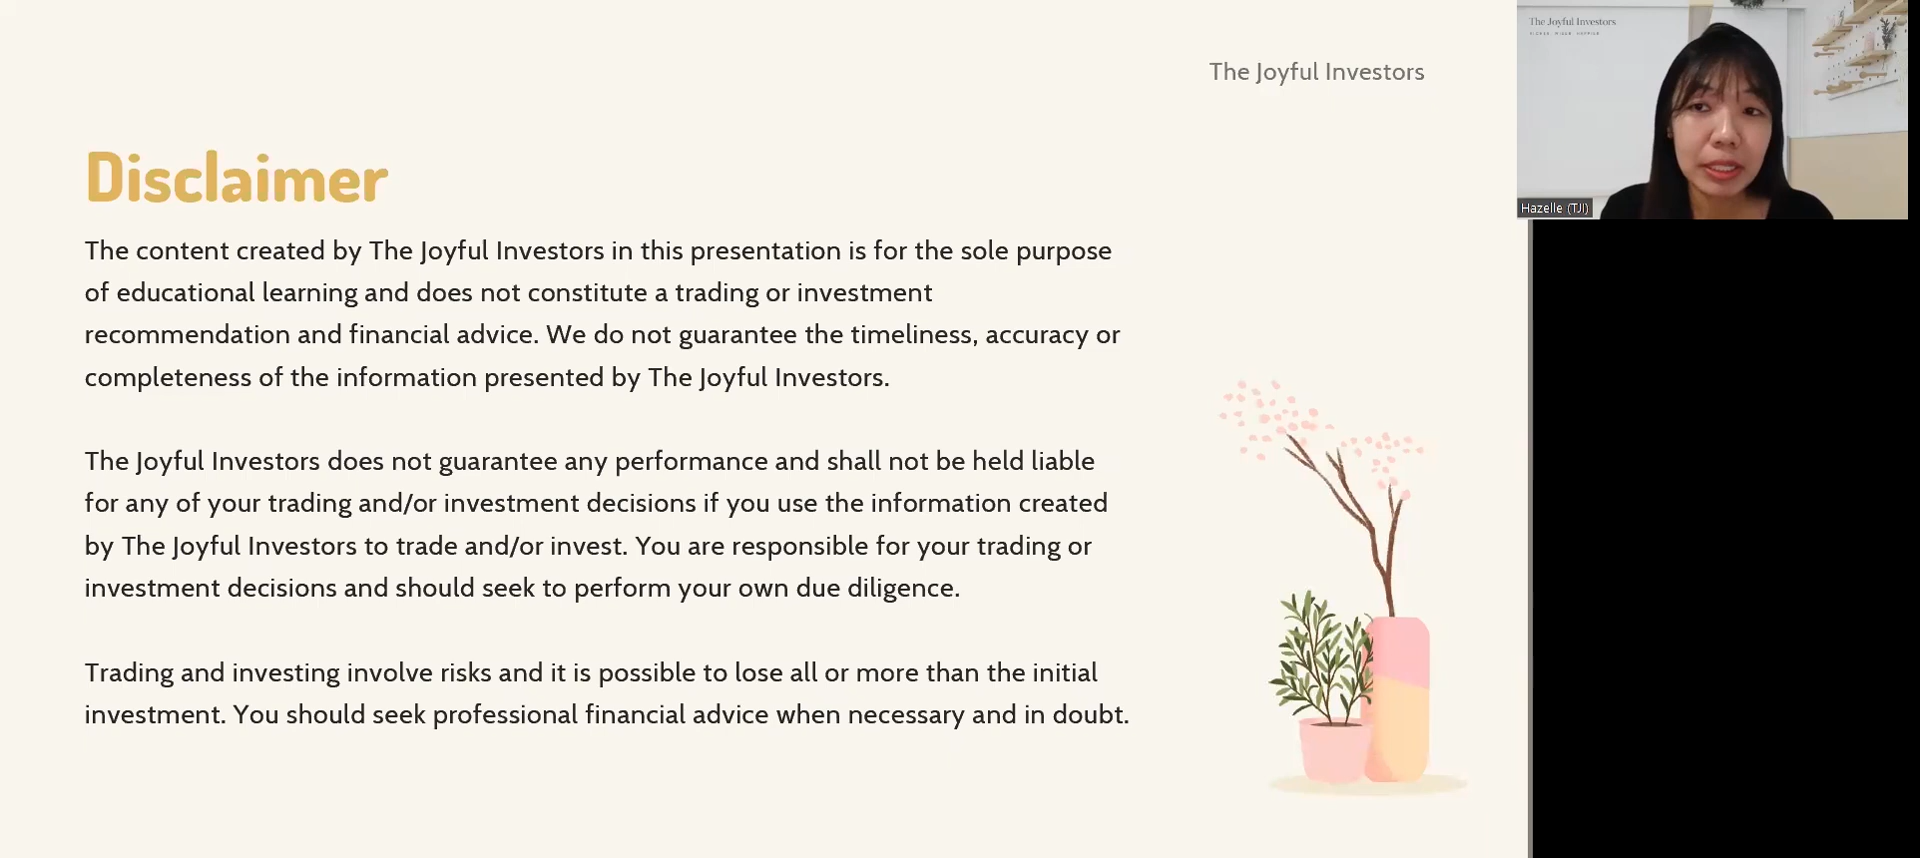 The Joyful Investors
The Joyful Investors
Hazelle (TJI)
Disclaimer
The content created by The Joyful Investors in this presentation is for the sole purpose
of educational learning and does not constitute a trading or investment
recommendation and financial advice. We do not guarantee the timeliness, accuracy or
completeness of the information presented by The Joyful Investors.
The Joyful Investors does not guarantee any performance and shall not be held liable
for any of your trading and/or investment decisions if you use the information created
by The Joyful Investors to trade and/or invest. You are responsible for your trading or
investment decisions and should seek to perform your own due diligence.
Trading and investing involve risks and it is possible to lose all or more than the initial
investment. You should seek professional financial advice when necessary and in doubt.